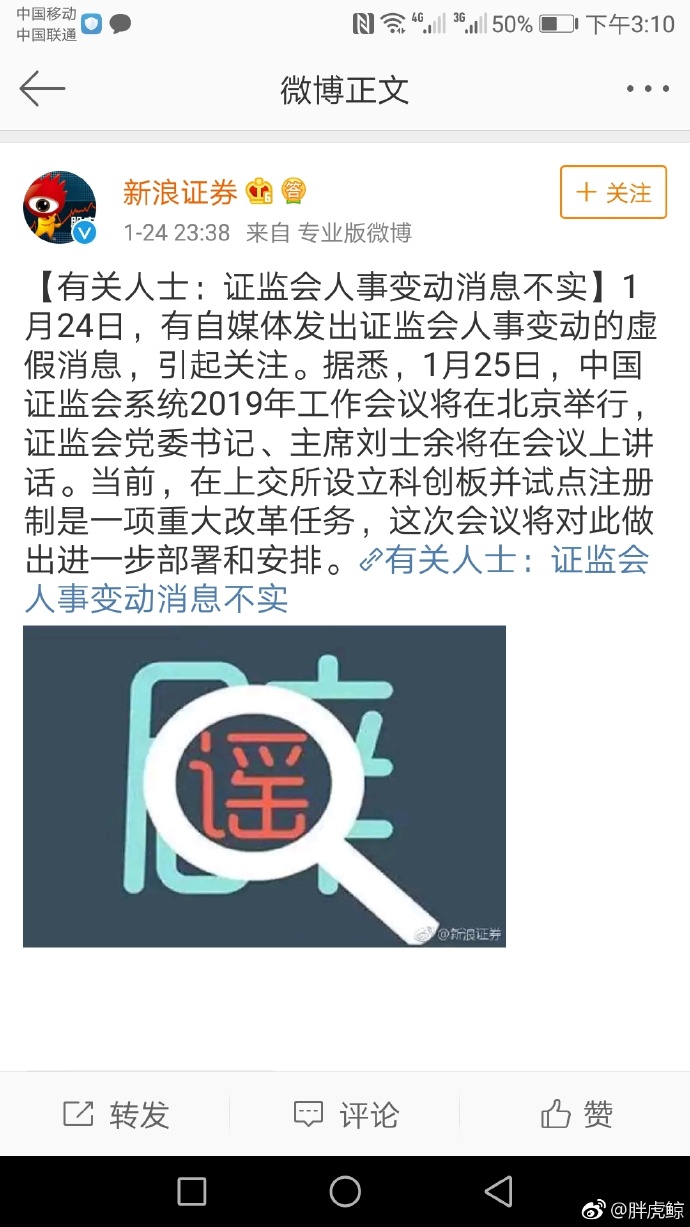 中国移动
中国联通
4G
3G
50%
下午3:10
微博正文
新浪证券
+ 关注
1-24 23:38 来自 专业版微博
【有关人士：证监会人事变动消息不实】1
月24日，有自媒体发出证监会人事变动的虚
假消息，引起关注。据悉，1月25日，中国
证监会系统2019年工作会议将在北京举行，
证监会党委书记、主席刘士余将在会议上讲
话。当前，在上交所设立科创板并试点注册
制是一项重大改革任务，这次会议将对此做
出进一步部署和安排。有关人士：证监会
人事变动消息不实
谣
@新浪证券
转发
评论
赞
@胖虎鲸